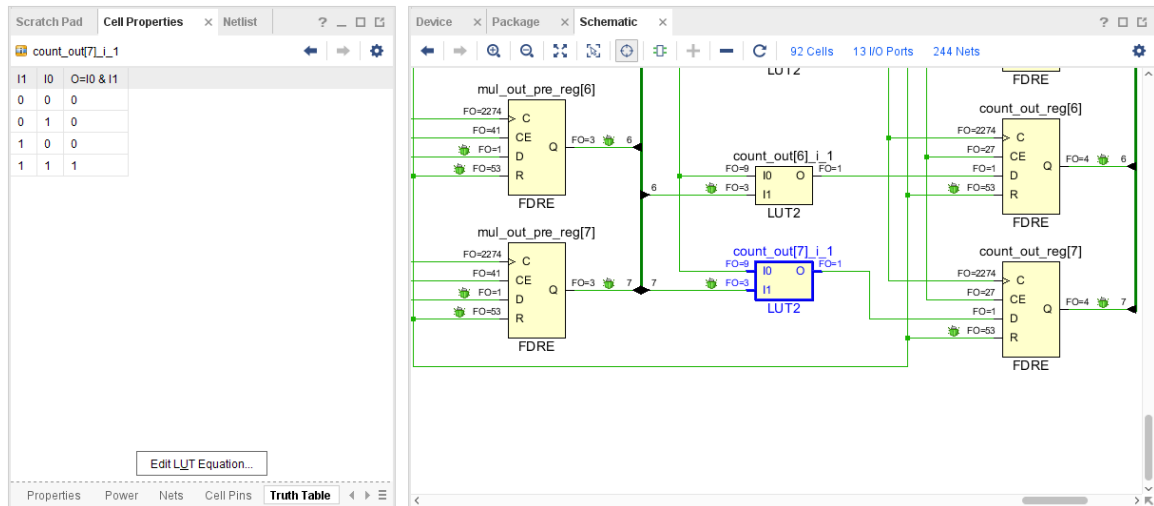 Scratch Pad Cell Properties × Netlist ? _
count_out[7]_i_1
I1 I0 O=I0 & I1
0 0 0
0 1 0
1 0 0
1 1 1
Edit LUT Equation...
Properties Power Nets Cell Pins Truth Table
Device × Package × Schematic × ?
92 Cells 13 I/O Ports 244 Nets
LUT2
FDRE
mul_out_pre_reg[6]
FO=2274 C
FO=41 CE
FO=1 D
FO=53 R
Q FO=3 6
FDRE
count_out[6]_i_1
FO=9 I0 O FO=1
6 FO=3 I1
LUT2
count_out_reg[6]
FO=2274 C
FO=27 CE
FO=1 D
FO=53 R
Q FO=4 6
FDRE
mul_out_pre_reg[7]
FO=2274 C
FO=41 CE
FO=1 D
FO=53 R
Q FO=3 7
FDRE
count_out[7]_i_1
FO=9 I0 O FO=1
7 FO=3 I1
LUT2
count_out_reg[7]
FO=2274 C
FO=27 CE
FO=1 D
FO=53 R
Q FO=4 7
FDRE